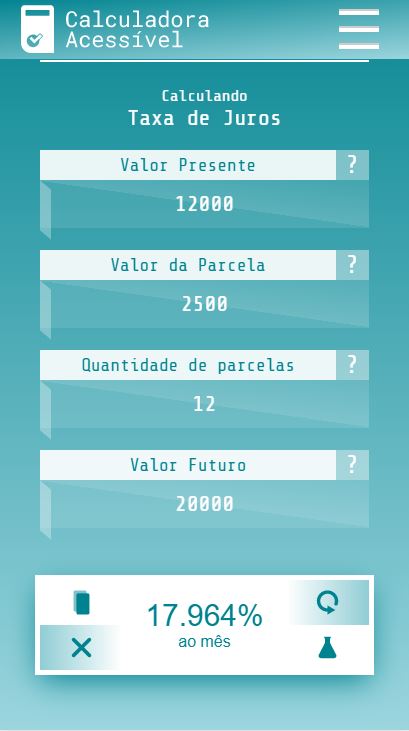 Calculadora
Acessível
Calculando
Taxa de Juros
Valor Presente ?
12000
Valor da Parcela ?
2500
Quantidade de parcelas ?
12
Valor Futuro ?
20000
17.964%
ao mês